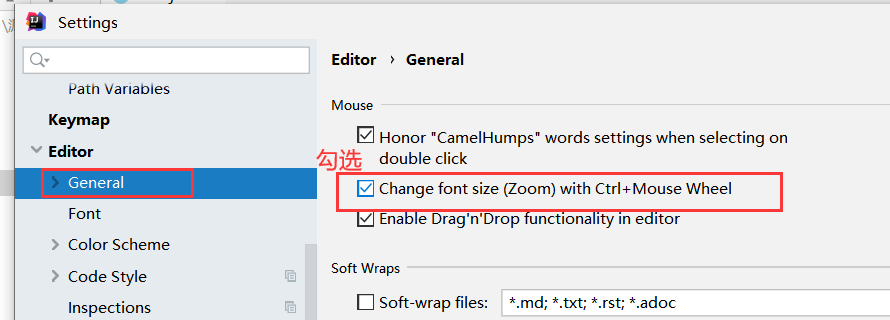 Settings
Path Variables
Keymap
Editor
General
Font
Color Scheme
Code Style
Inspections
Editor › General
Mouse
Honor "CamelHumps" words settings when selecting on
double click
勾选
Change font size (Zoom) with Ctrl+Mouse Wheel
Enable Drag'n'Drop functionality in editor
Soft Wraps
Soft-wrap files: *.md; *.txt; *.rst; *.adoc